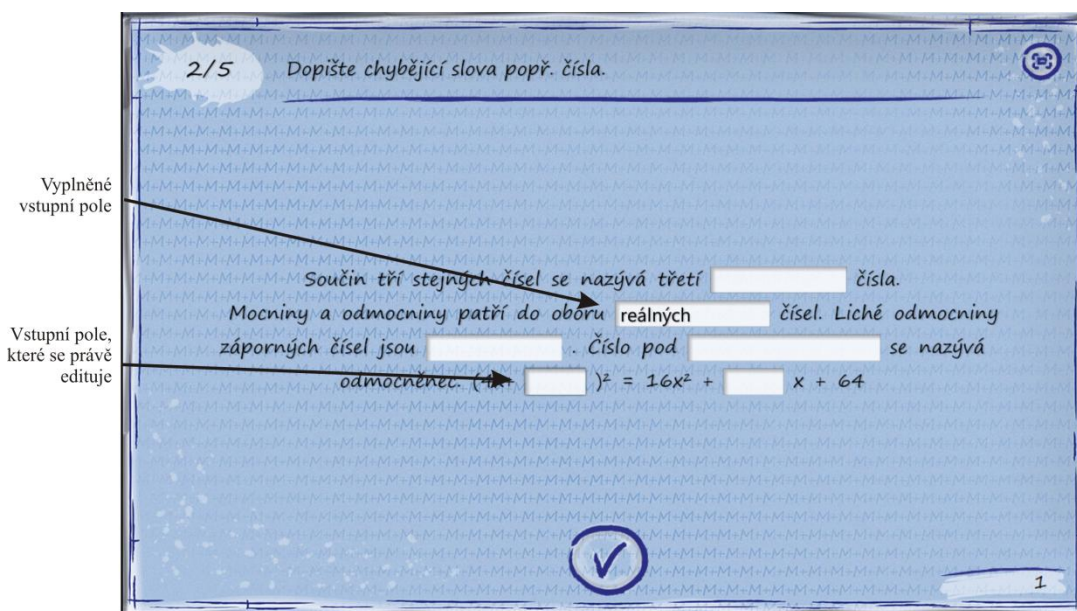 2/5 Dopište chybějící slova popř. čísla.
Vyplněné
vstupní pole
Součin tří stejných čísel se nazývá třetí čísla.
Mocniny a odmocniny patří do oboru reálných čísel. Liché odmocniny
záporných čísel jsou . Číslo pod se nazývá
odmocněnec. (4x+ )² = 16x² + x + 64
Vstupní pole,
které se právě
edituje
1